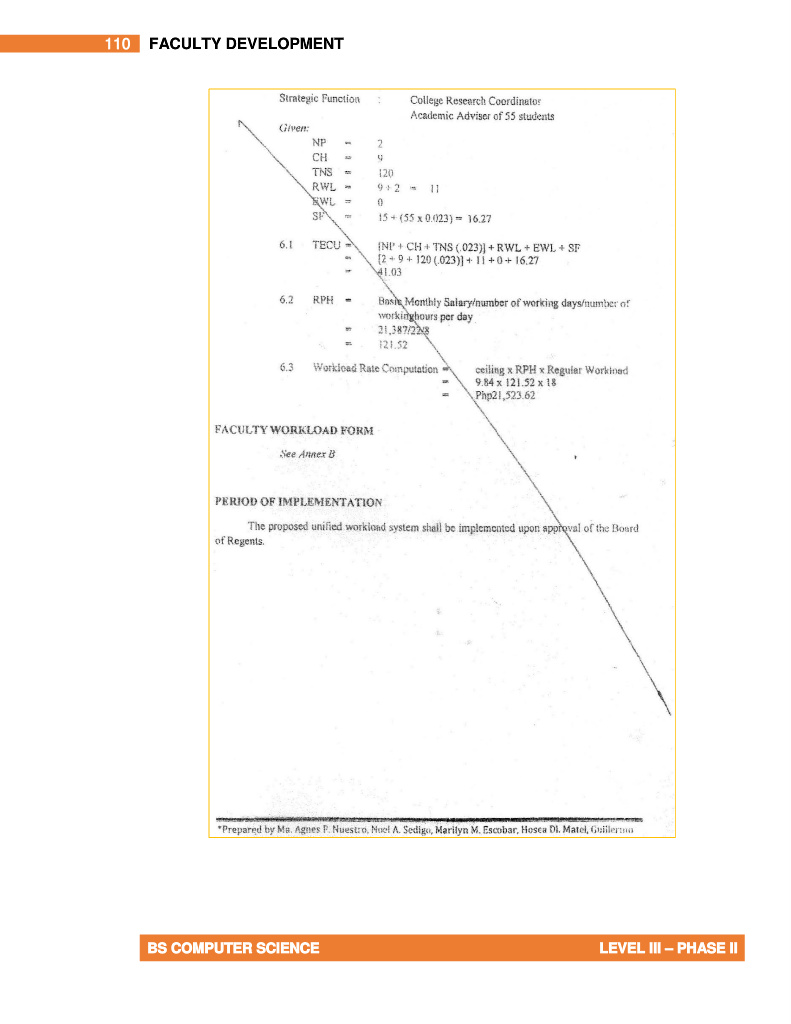 110 FACULTY DEVELOPMENT
Strategic Function : College Research Coordinator
Academic Adviser of 55 students
Given:
NP = 2
CH = 9
TNS = 120
RWL = 9 + 2 = 11
EWL = 0
SF = 15 + (55 x 0.023) = 16.27
6.1 TECU = [NP + CH + TNS (.023)] + RWL + EWL + SF
= [2 + 9 + 120 (.023)] + 11 + 0 + 16.27
= 41.03
6.2 RPH = Basic Monthly Salary/number of working days/number of
workinghours per day
= 21,387/22/8
= 121.52
6.3 Workload Rate Computation = ceiling x RPH x Regular Workload
= 9.84 x 121.52 x 18
= Php21,523.62
FACULTY WORKLOAD FORM
See Annex B
PERIOD OF IMPLEMENTATION
The proposed unified workload system shall be implemented upon approval of the Board
of Regents.
*Prepared by Ma. Agnes P. Nuestro, Noel A. Sedigo, Marilyn M. Escobar, Hosea Dl. Matel, Guillermo
BS COMPUTER SCIENCE LEVEL III – PHASE II